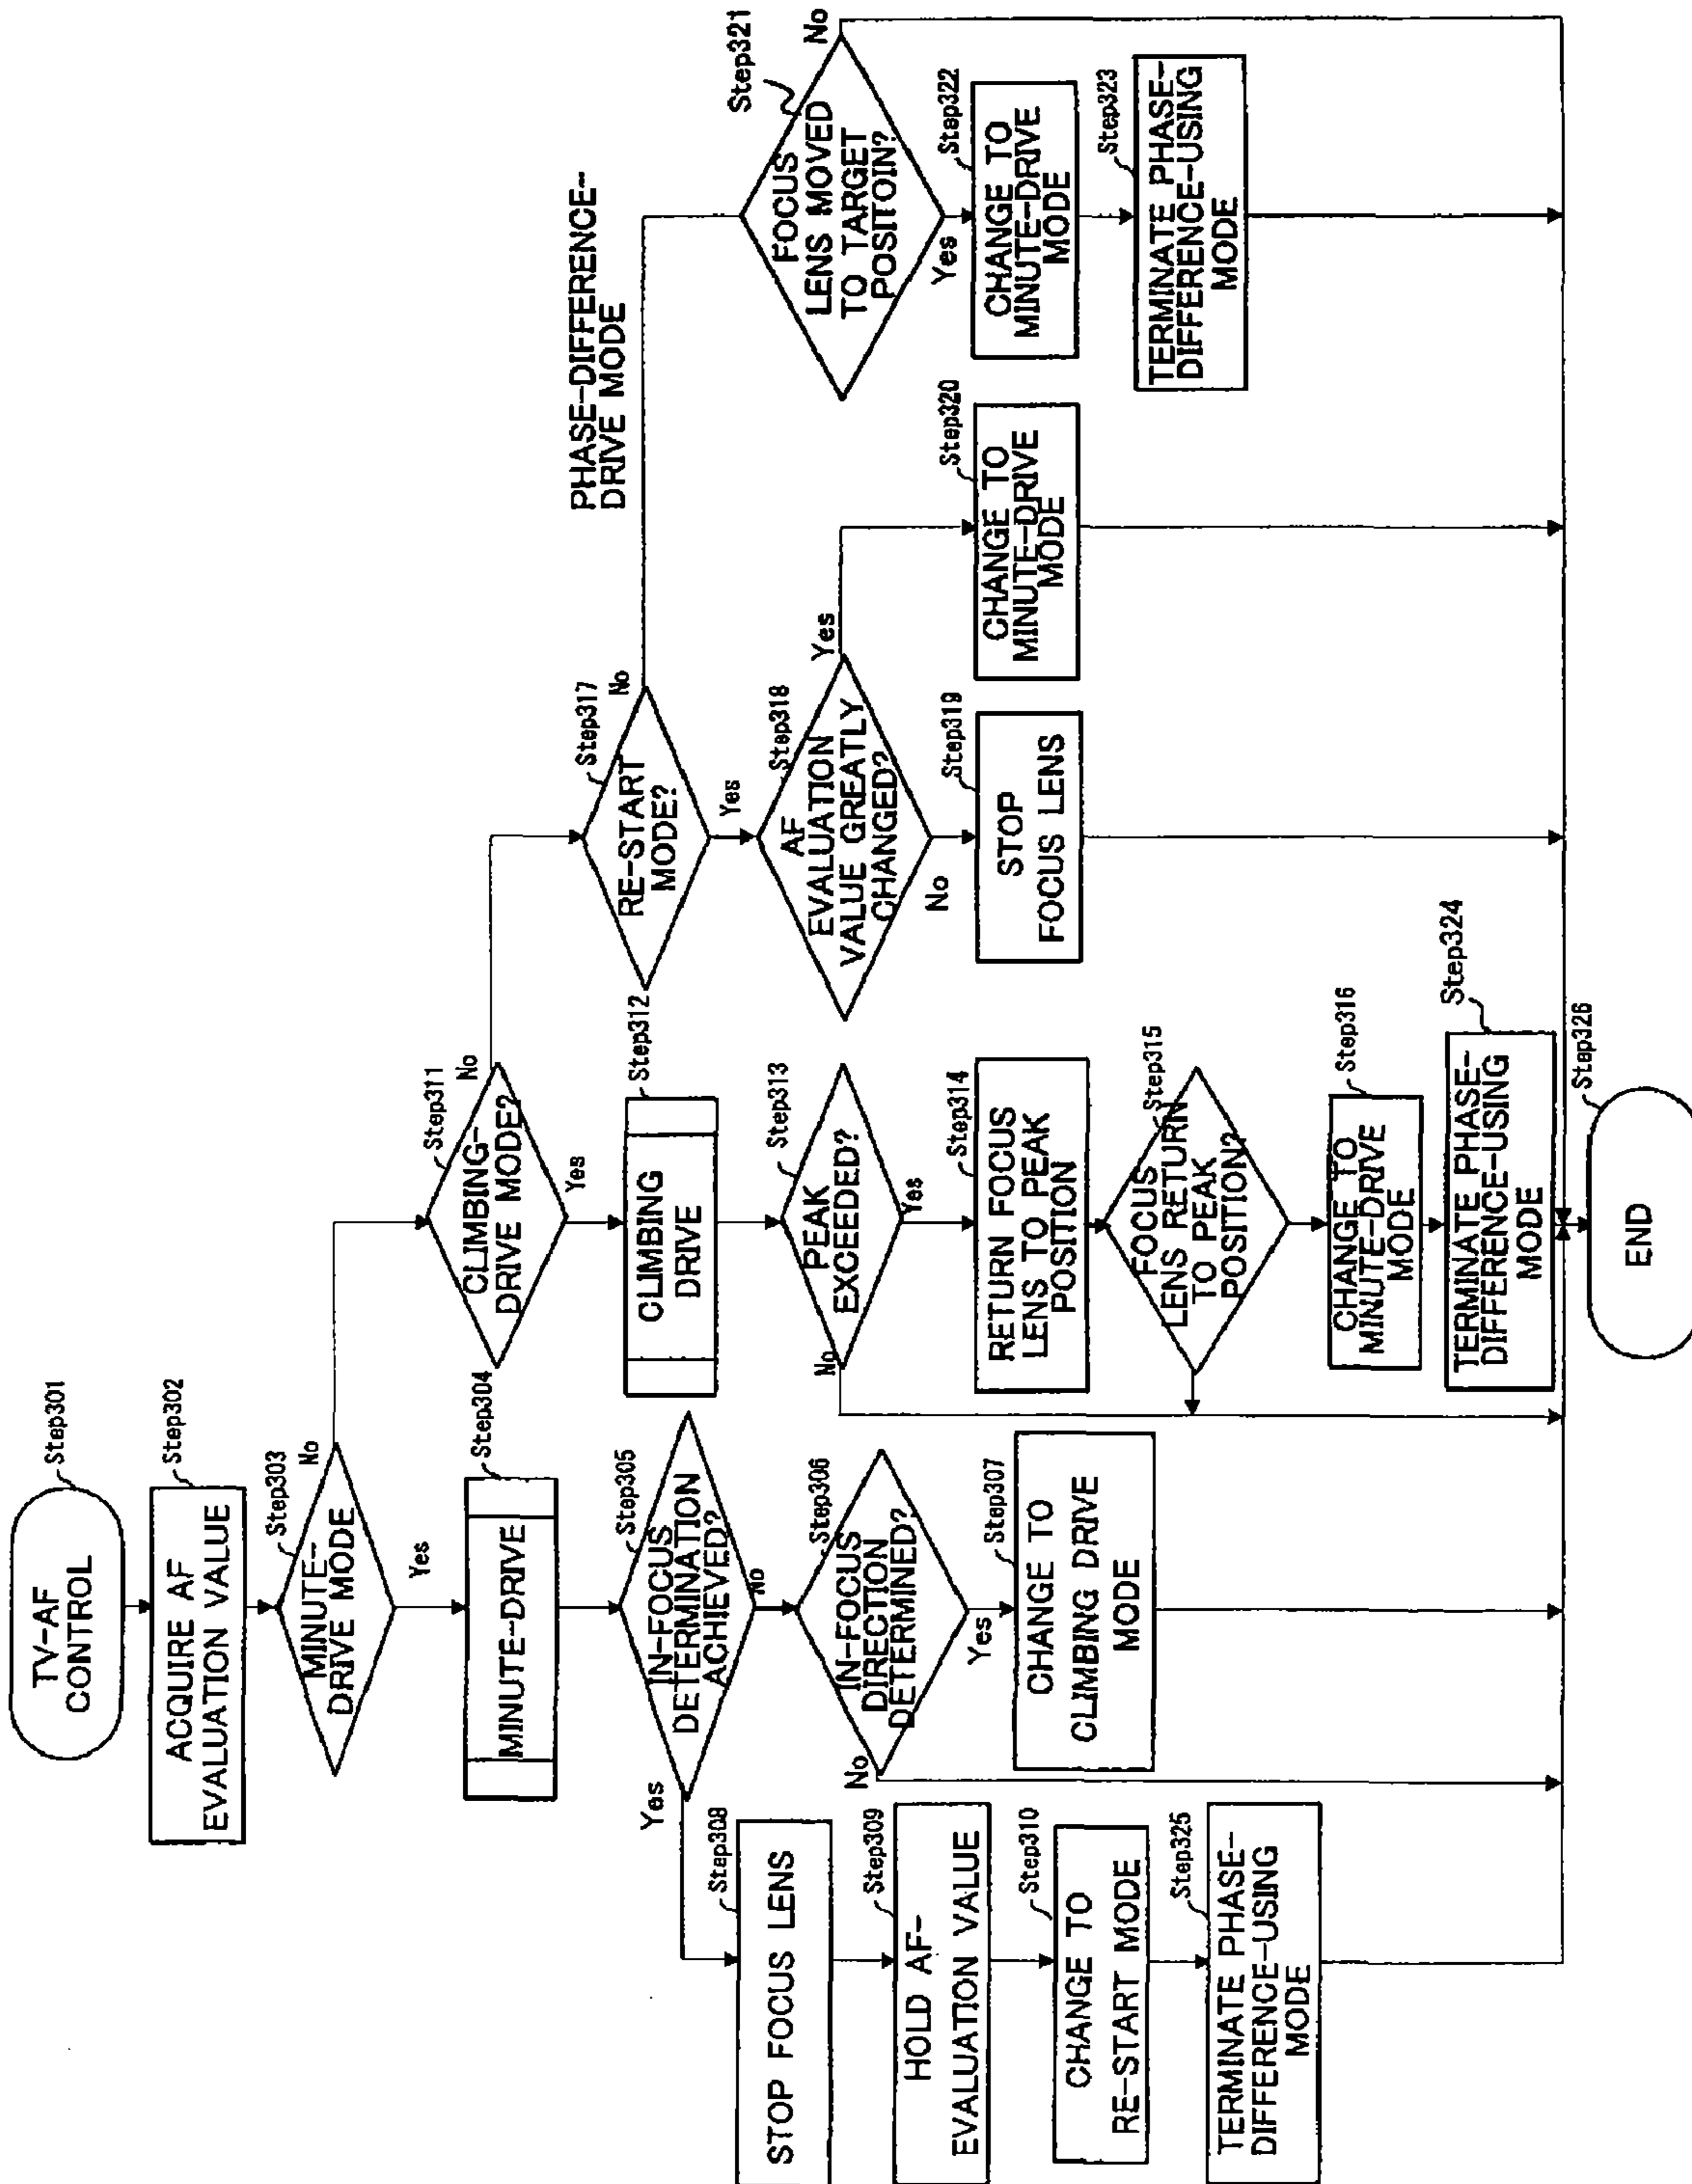 TV-AF
CONTROL
Step301
ACQUIRE AF
EVALUATION VALUE
Step302
MINUTE-
DRIVE MODE
Step303
No
Yes
MINUTE-DRIVE
Step304
IN-FOCUS
DETERMINATION
ACHIEVED?
Step305
Yes
No
IN-FOCUS
DIRECTION
DETERMINED?
Step306
No
Yes
CHANGE TO
CLIMBING DRIVE
MODE
Step307
STOP FOCUS LENS
Step308
HOLD AF-
EVALUATION VALUE
Step309
CHANGE TO
RE-START MODE
Step310
TERMINATE PHASE-
DIFFERENCE-USING
MODE
Step325
CLIMBING-
DRIVE MODE?
Step311
No
Yes
CLIMBING
DRIVE
Step312
PEAK
EXCEEDED?
Step313
No
Yes
RETURN FOCUS
LENS TO PEAK
POSITION
Step314
FOCUS
LENS RETURN
TO PEAK
POSITION?
Step315
CHANGE TO
MINUTE-DRIVE
MODE
Step316
TERMINATE PHASE-
DIFFERENCE-USING
MODE
Step324
RE-START
MODE?
Step317
No
Yes
AF
EVALUATION
VALUE GREATLY
CHANGED?
Step318
Yes
No
STOP
FOCUS LENS
Step319
CHANGE TO
MINUTE-DRIVE
MODE
Step320
PHASE-DIFFERENCE-
DRIVE MODE
FOCUS
LENS MOVED
TO TARGET
POSITOIN?
Step321
No
Yes
CHANGE TO
MINUTE-DRIVE
MODE
Step322
TERMINATE PHASE-
DIFFERENCE-USING
MODE
Step323
END
Step326